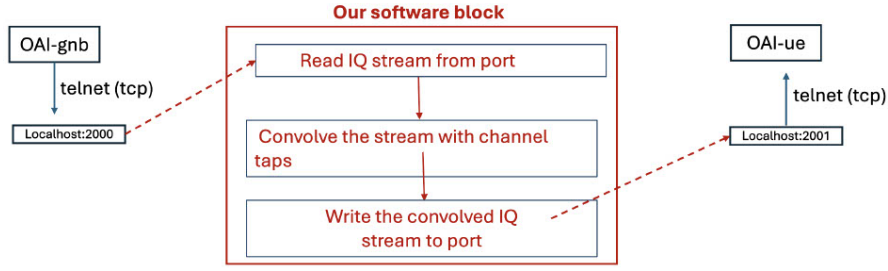 Our software block
OAI-gnb
telnet (tcp)
Localhost:2000
Read IQ stream from port
Convolve the stream with channel
taps
Write the convolved IQ
stream to port
OAI-ue
telnet (tcp)
Localhost:2001